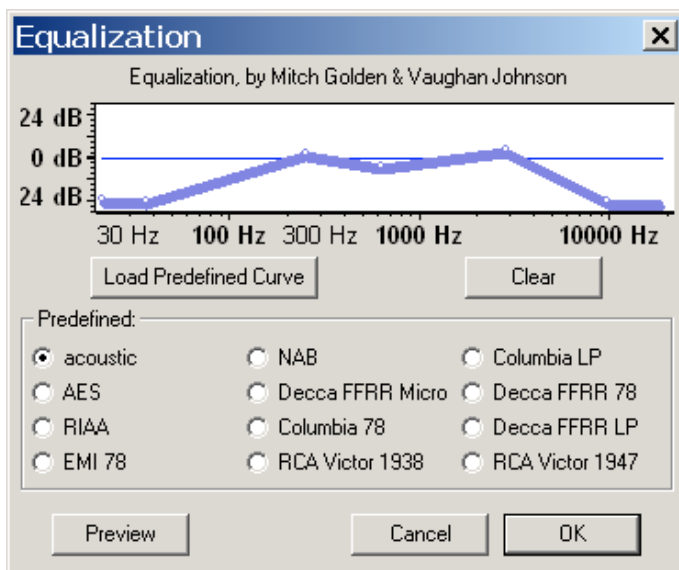 Equalization
Equalization, by Mitch Golden & Vaughan Johnson
24 dB
0 dB
24 dB
30 Hz 100 Hz 300 Hz 1000 Hz 10000 Hz
Load Predefined Curve Clear
Predefined:
acoustic NAB Columbia LP
AES Decca FFRR Micro Decca FFRR 78
RIAA Columbia 78 Decca FFRR LP
EMI 78 RCA Victor 1938 RCA Victor 1947
Preview Cancel OK